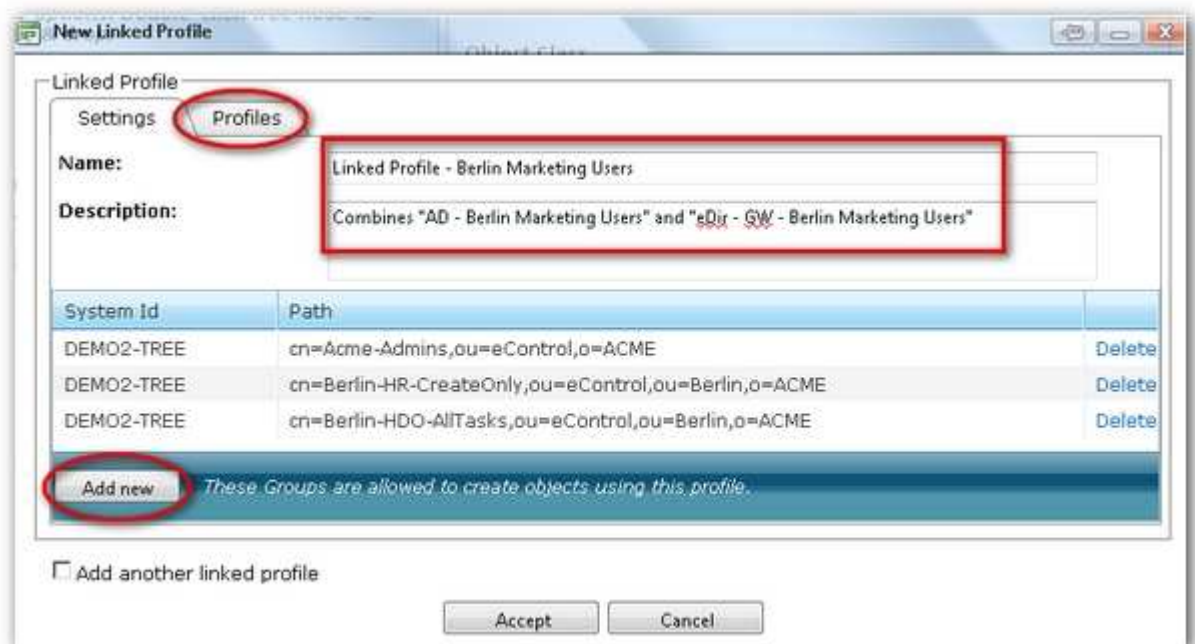 New Linked Profile
Object Class
Linked Profile
Settings Profiles
Name: Linked Profile - Berlin Marketing Users
Description: Combines "AD - Berlin Marketing Users" and "eDir - GW - Berlin Marketing Users"
System Id Path
DEMO2-TREE cn=Acme-Admins,ou=eControl,o=ACME Delete
DEMO2-TREE cn=Berlin-HR-CreateOnly,ou=eControl,ou=Berlin,o=ACME Delete
DEMO2-TREE cn=Berlin-HDO-AllTasks,ou=eControl,ou=Berlin,o=ACME Delete
Add new These Groups are allowed to create objects using this profile.
Add another linked profile
Accept Cancel